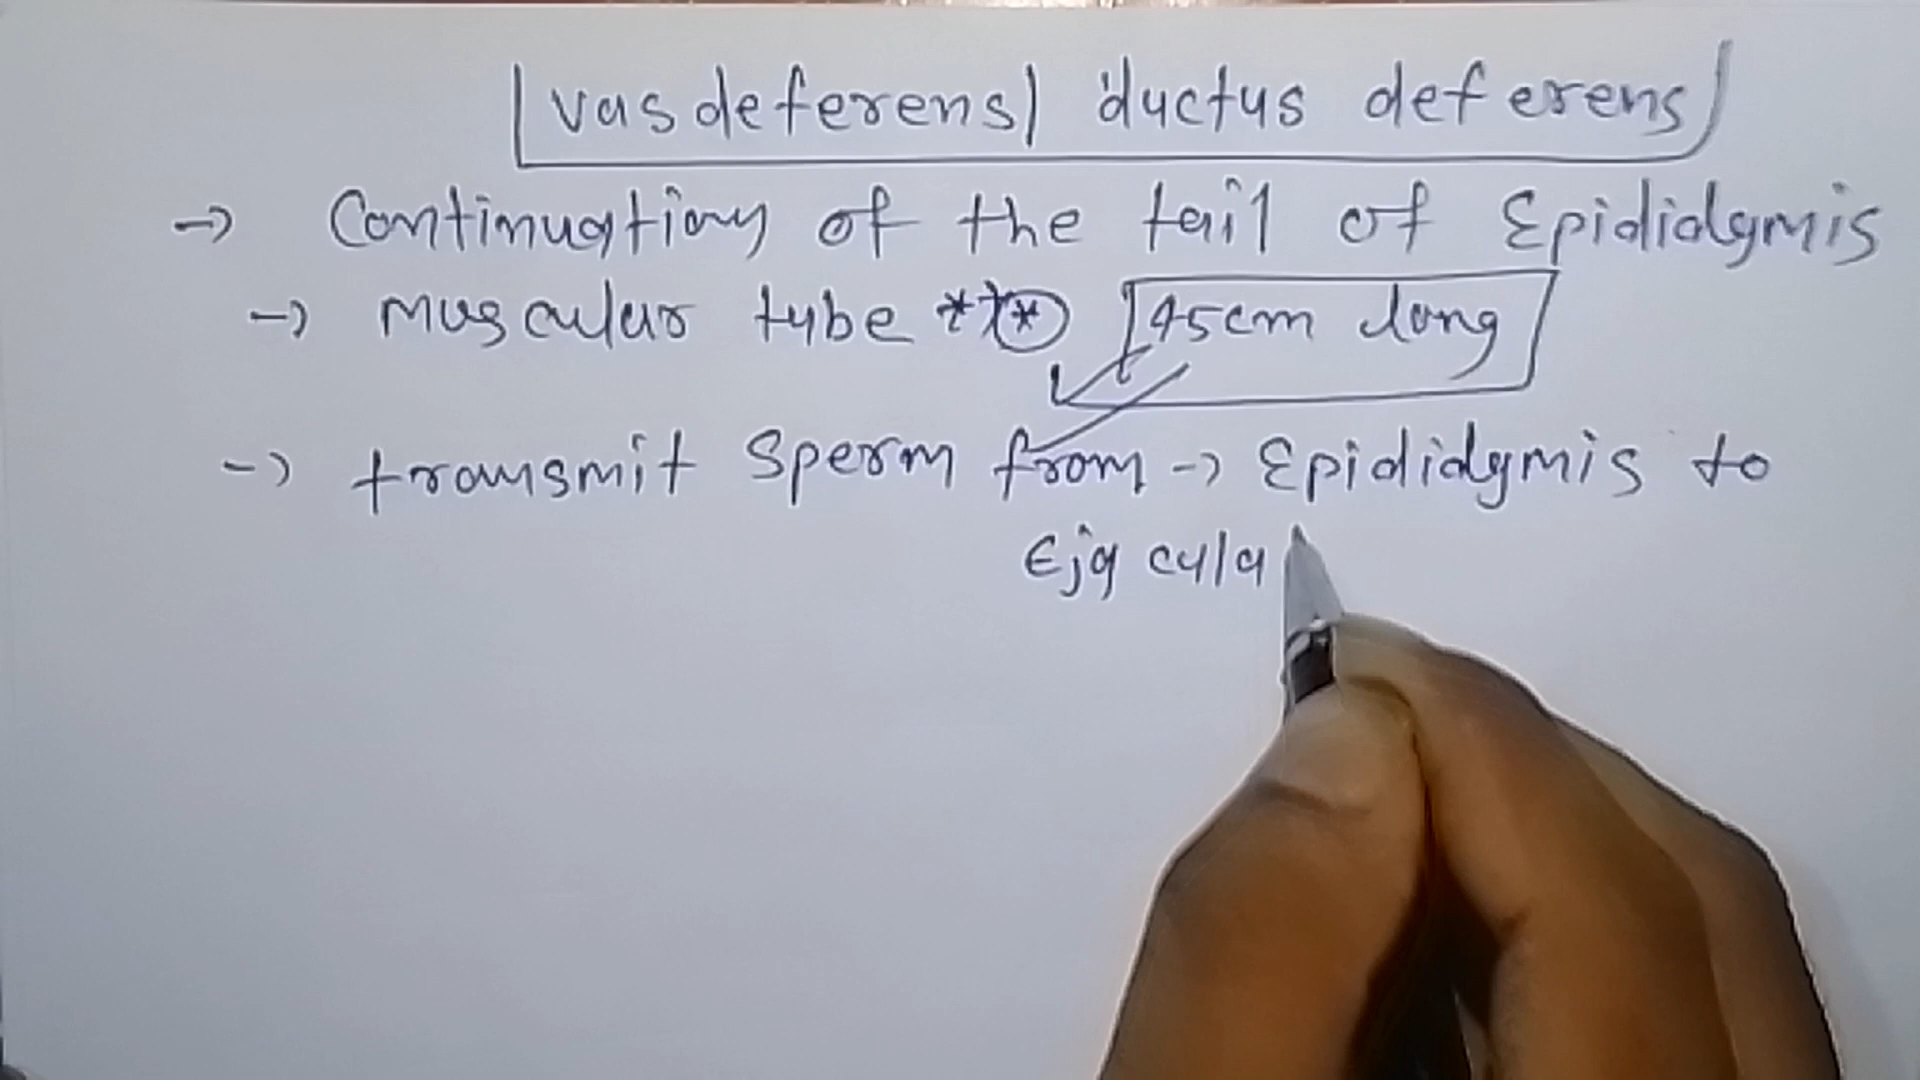 vas deferens / ductus deferens
-> Continuation of the tail of Epididymis
-> Muscular tube *** 45cm long
-> transmit sperm from -> Epididymis to
Ejacula